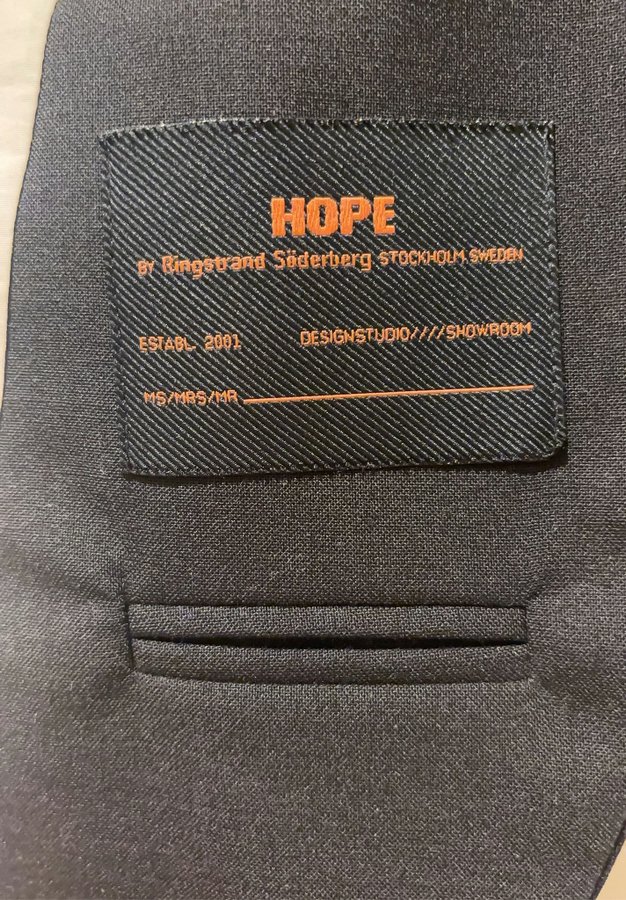 HOPE
BY Ringstrand Söderberg STOCKHOLM SWEDEN
ESTABL. 2001 DESIGNSTUDIO////SHOWROOM
MS/MRS/MR